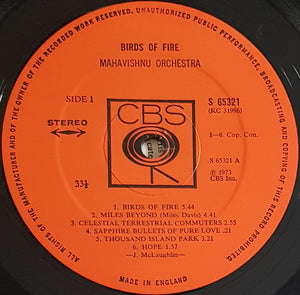 ALL RIGHTS OF THE MANUFACTURER AND OF THE OWNER OF THE RECORDED WORK RESERVED. UNAUTHORIZED PUBLIC PERFORMANCE, BROADCASTING AND COPYING OF THIS RECORD PROHIBITED.
BIRDS OF FIRE
MAHAVISHNU ORCHESTRA
SIDE 1
S 65321
(KC 31996)
STEREO
CBS
1—6. Cop. Con.
S 65321 A
33⅓
℗ 1973
CBS Inc.
1. BIRDS OF FIRE 5.44
2. MILES BEYOND (Miles Davis) 4.41
3. CELESTIAL TERRESTRIAL COMMUTERS 2.55
4. SAPPHIRE BULLETS OF PURE LOVE .21
5. THOUSAND ISLAND PARK 3.21
6. HOPE 1.57
—J. McLaughlin—
MADE IN ENGLAND